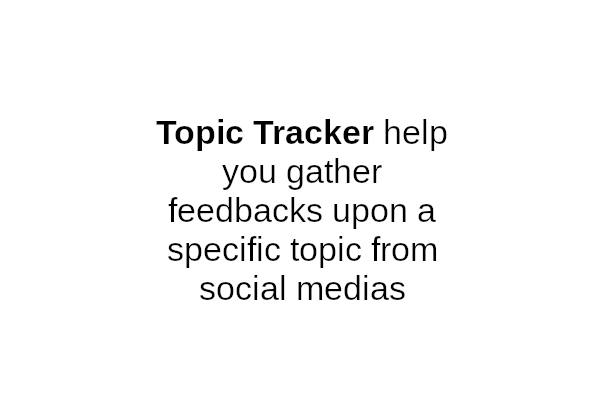 Topic Tracker help
you gather
feedbacks upon a
specific topic from
social medias